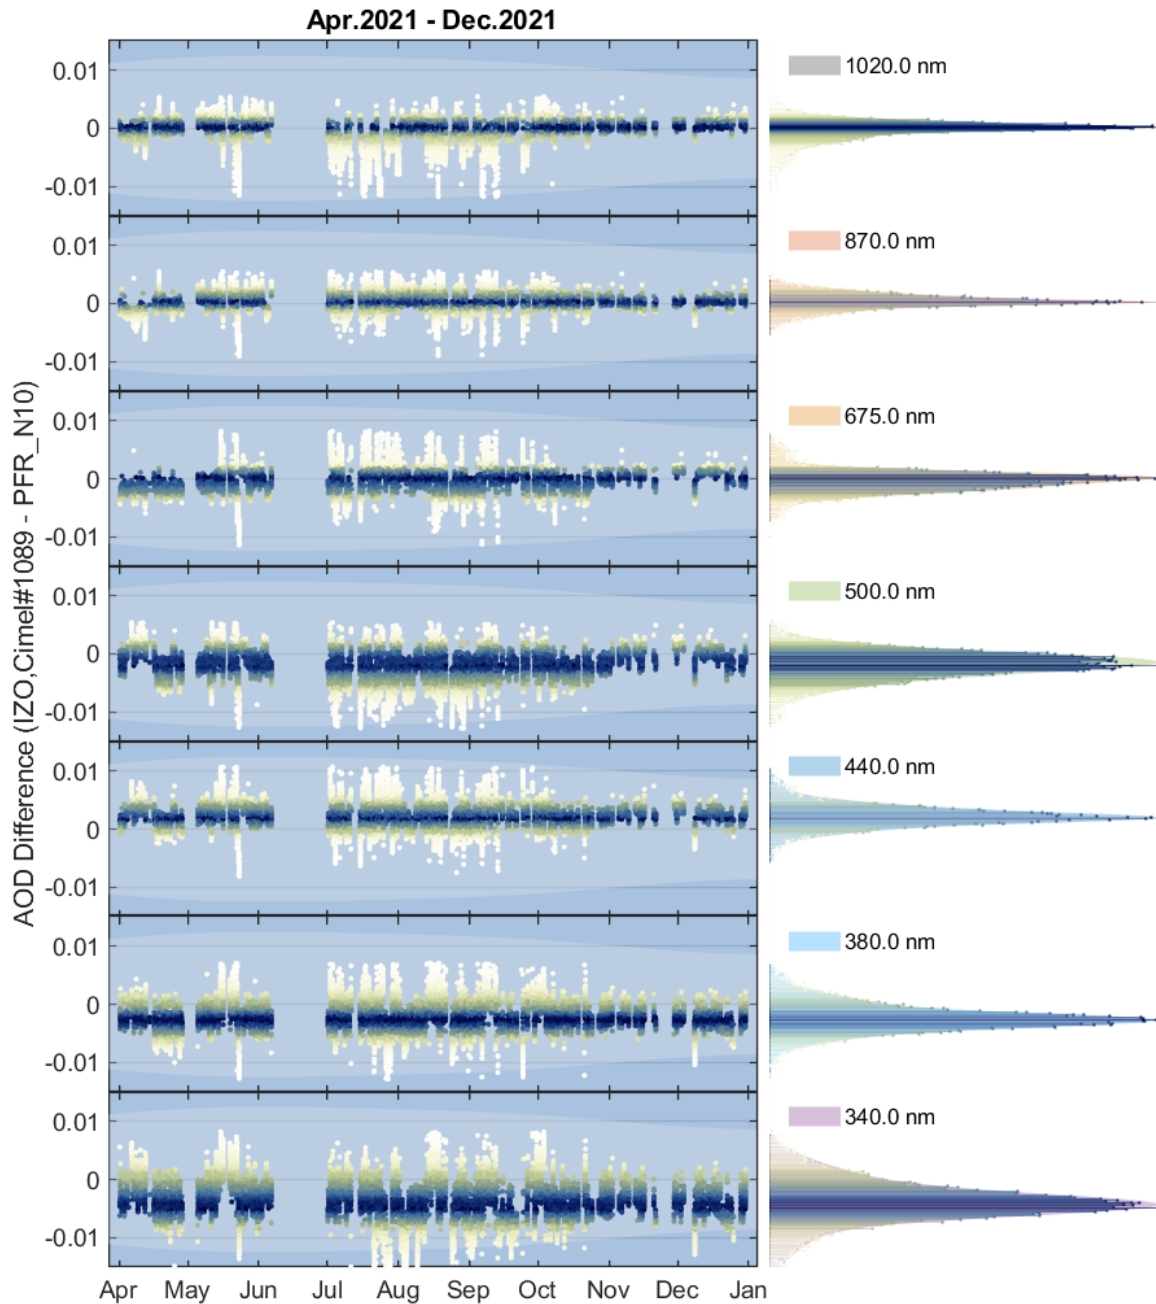 Apr.2021 - Dec.2021
AOD Difference (IZO,Cimel#1089 - PFR_N10)
0.01
0
-0.01
1020.0 nm
0.01
0
-0.01
870.0 nm
0.01
0
-0.01
675.0 nm
0.01
0
-0.01
500.0 nm
0.01
0
-0.01
440.0 nm
0.01
0
-0.01
380.0 nm
0.01
0
-0.01
340.0 nm
Apr May Jun Jul Aug Sep Oct Nov Dec Jan